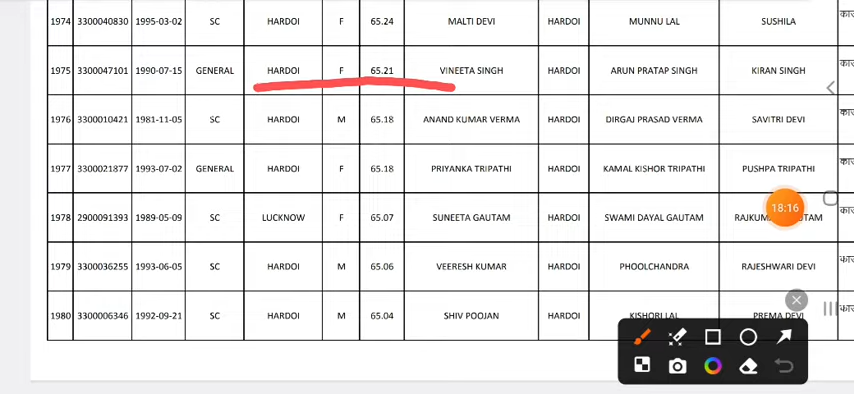 1974 3300040830 1995-03-02 SC HARDOI F 65.24 MALTI DEVI HARDOI MUNNU LAL SUSHILA
1975 3300047101 1990-07-15 GENERAL HARDOI F 65.21 VINEETA SINGH HARDOI ARUN PRATAP SINGH KIRAN SINGH
1976 3300010421 1981-11-05 SC HARDOI M 65.18 ANAND KUMAR VERMA HARDOI DIRGAJ PRASAD VERMA SAVITRI DEVI
1977 3300021877 1993-07-02 GENERAL HARDOI F 65.18 PRIYANKA TRIPATHI HARDOI KAMAL KISHOR TRIPATHI PUSHPA TRIPATHI
1978 2900091393 1989-05-09 SC LUCKNOW F 65.07 SUNEETA GAUTAM HARDOI SWAMI DAYAL GAUTAM
18:16
1979 3300036255 1993-06-05 SC HARDOI M 65.06 VEERESH KUMAR HARDOI PHOOLCHANDRA RAJESHWARI DEVI
1980 3300006346 1992-09-21 SC HARDOI M 65.04 SHIV POOJAN HARDOI KISHORI LAL PREMA DEVI